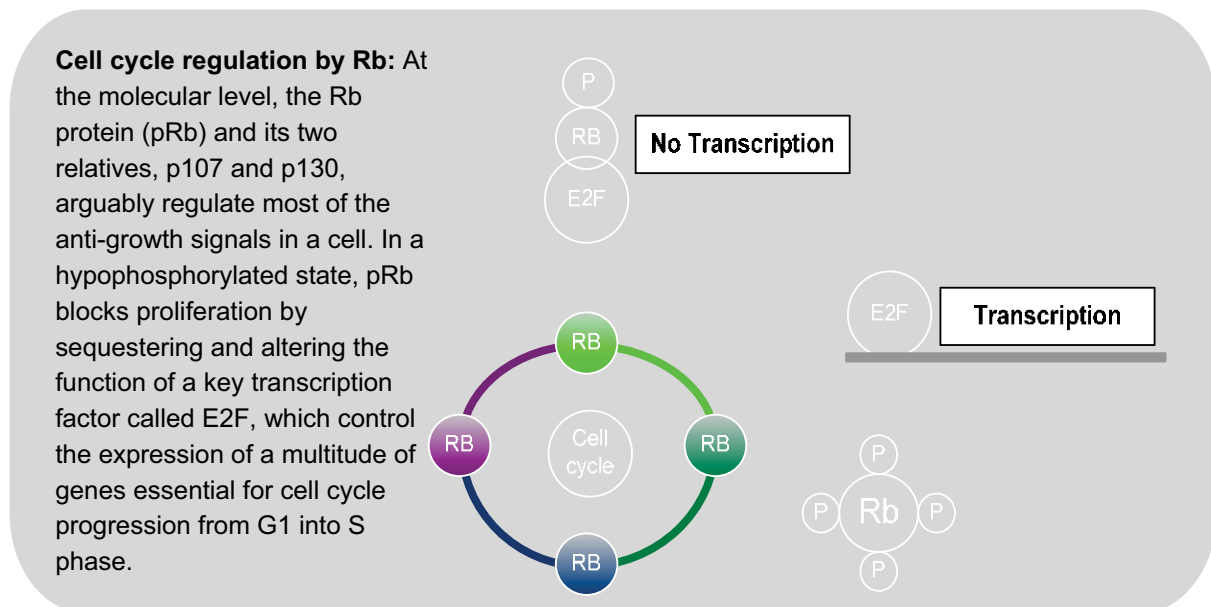 Cell cycle regulation by Rb: At
the molecular level, the Rb
protein (pRb) and its two
relatives, p107 and p130,
arguably regulate most of the
anti-growth signals in a cell. In a
hypophosphorylated state, pRb
blocks proliferation by
sequestering and altering the
function of a key transcription
factor called E2F, which control
the expression of a multitude of
genes essential for cell cycle
progression from G1 into S
phase.
P
RB
E2F
No Transcription
E2F
Transcription
RB
RB
Cell
cycle
RB
RB
P
P
Rb
P
P